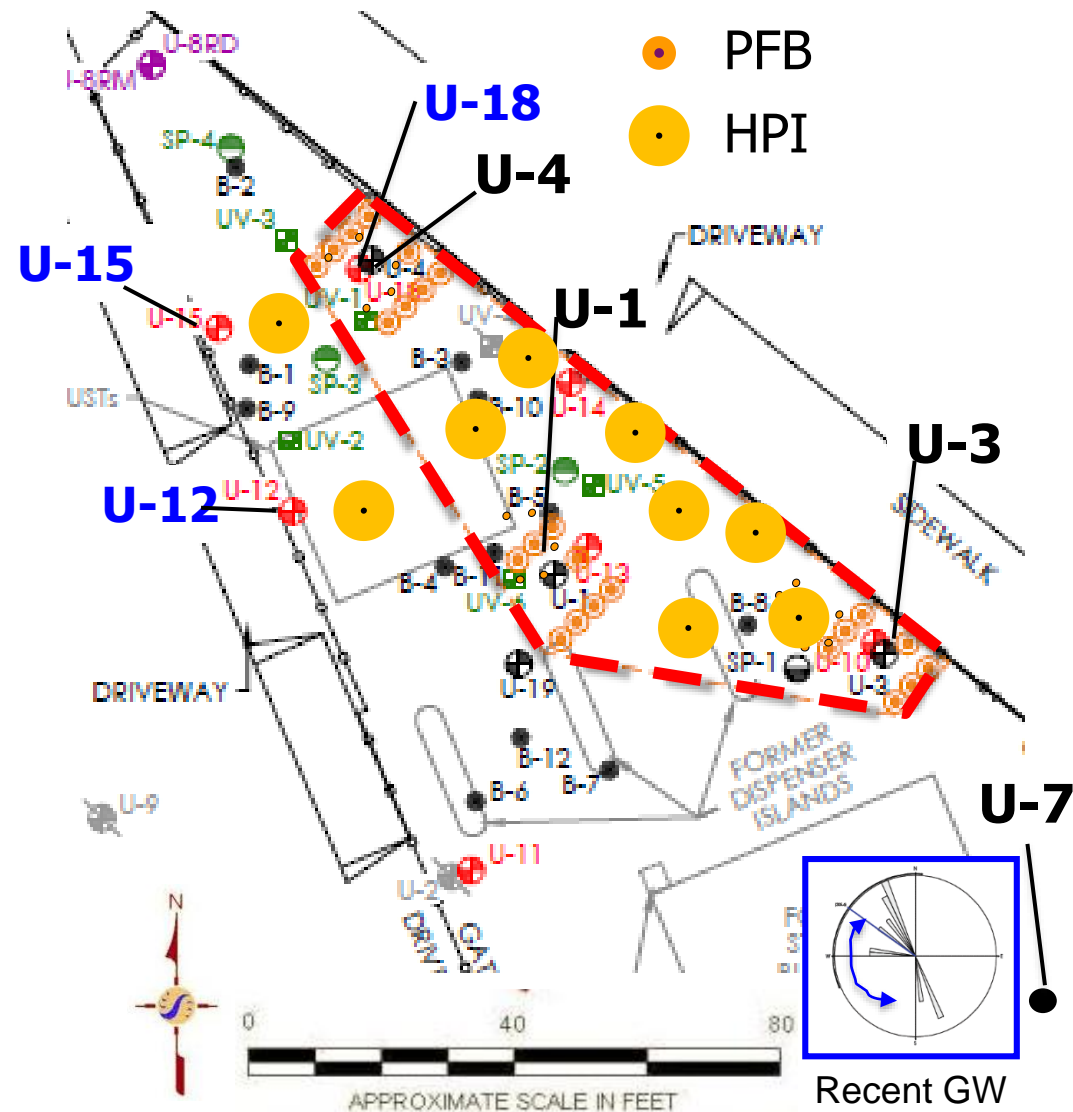 PFB
HPI
U-8RD
U-8RM
U-18
SP-4
B-2
U-4
UV-3
DRIVEWAY
U-15
U-4
U-18
UV-1
U-1
U-15
B-3
B-1
SP-3
USTs
B-9
B-10
U-14
UV-2
U-3
SP-2
UV-5
U-12
U-12
B-5
SIDEWALK
B-4
U-13
UV-6
U-1
B-8
SP-1
U-10
U-3
U-19
DRIVEWAY
B-12
B-7
FORMER
DISPENSER
ISLANDS
B-6
U-9
U-7
U-11
U-2
N
0
40
80
APPROXIMATE SCALE IN FEET
Recent GW